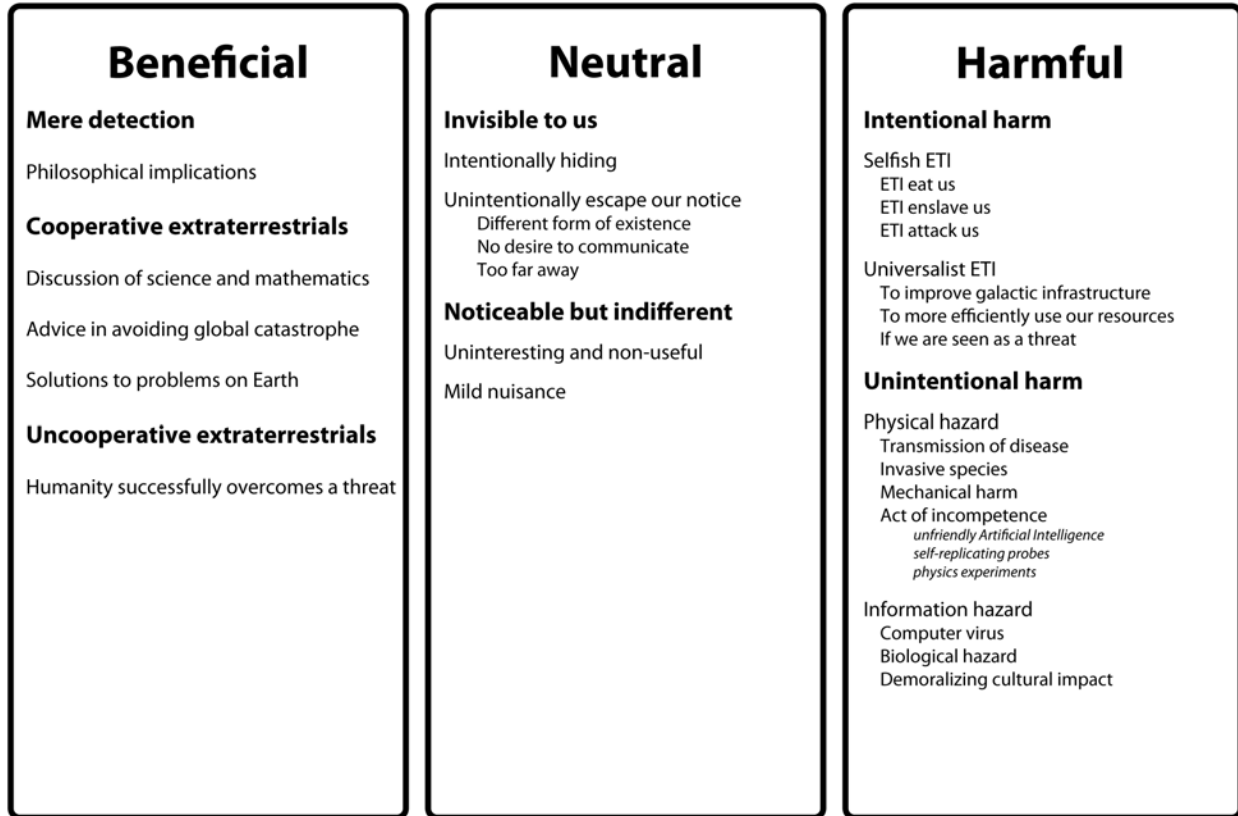 Beneficial
Mere detection
Philosophical implications
Cooperative extraterrestrials
Discussion of science and mathematics
Advice in avoiding global catastrophe
Solutions to problems on Earth
Uncooperative extraterrestrials
Humanity successfully overcomes a threat
Neutral
Invisible to us
Intentionally hiding
Unintentionally escape our notice
Different form of existence
No desire to communicate
Too far away
Noticeable but indifferent
Uninteresting and non-useful
Mild nuisance
Harmful
Intentional harm
Selfish ETI
ETI eat us
ETI enslave us
ETI attack us
Universalist ETI
To improve galactic infrastructure
To more efficiently use our resources
If we are seen as a threat
Unintentional harm
Physical hazard
Transmission of disease
Invasive species
Mechanical harm
Act of incompetence
unfriendly Artificial Intelligence
self-replicating probes
physics experiments
Information hazard
Computer virus
Biological hazard
Demoralizing cultural impact